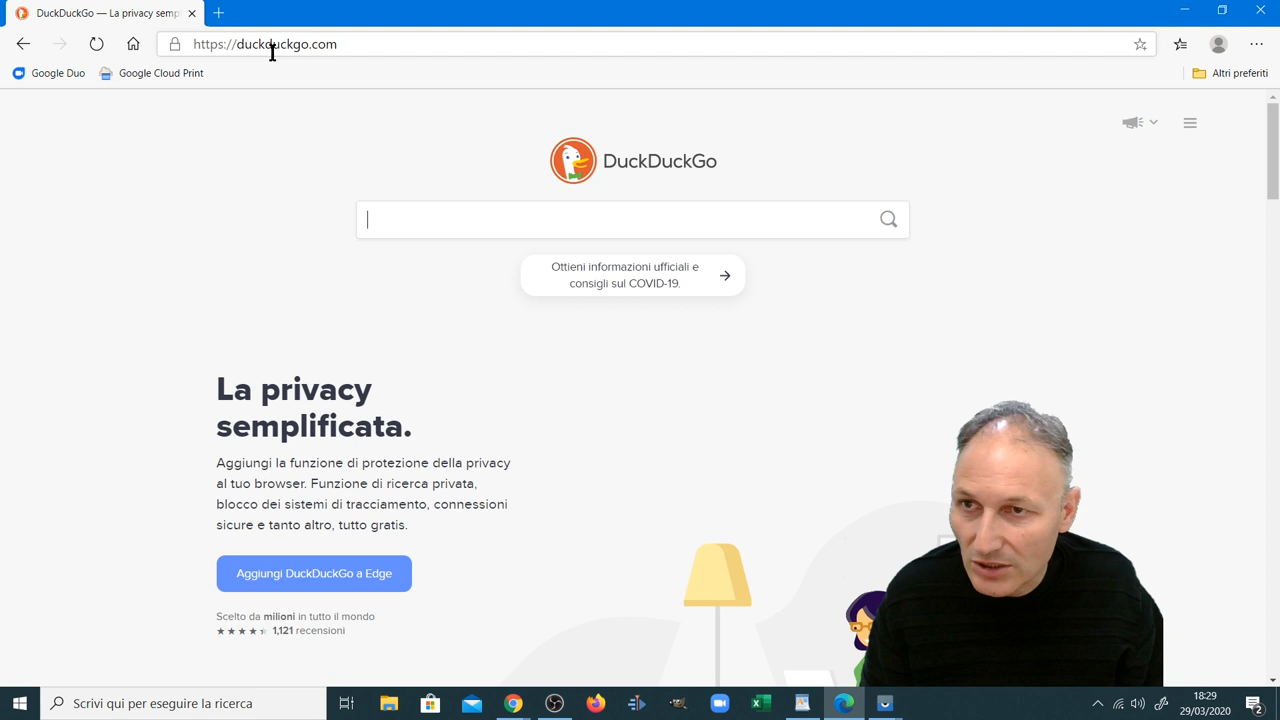 DuckDuckGo — La privacy semp
https://duckduckgo.com
Google Duo
Google Cloud Print
Altri preferiti
DuckDuckGo
Ottieni informazioni ufficiali e
consigli sul COVID-19.
La privacy
semplificata.
Aggiungi la funzione di protezione della privacy
al tuo browser. Funzione di ricerca privata,
blocco dei sistemi di tracciamento, connessioni
sicure e tanto altro, tutto gratis.
Aggiungi DuckDuckGo a Edge
Scelto da milioni in tutto il mondo
1,121 recensioni
Scrivi qui per eseguire la ricerca
18:29
29/03/2020
2